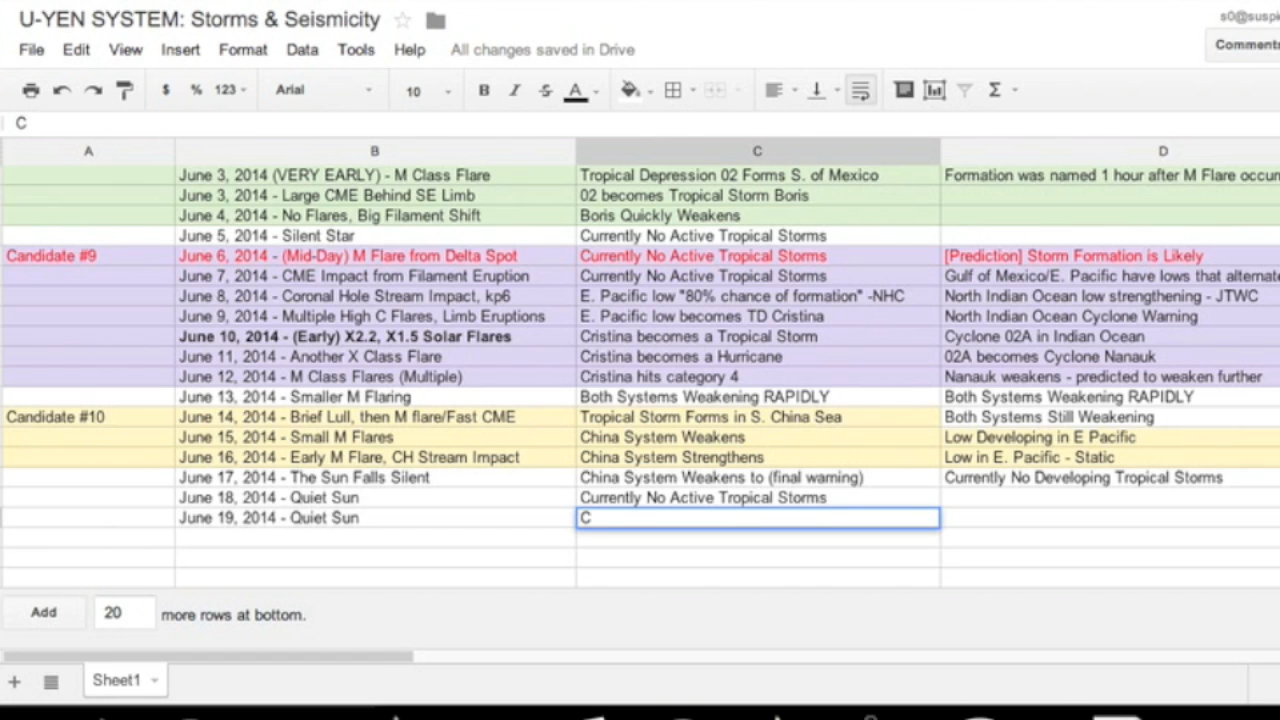 U-YEN SYSTEM: Storms & Seismicity
File Edit View Insert Format Data Tools Help All changes saved in Drive
Comments
$ % 123 Arial 10 B I S A Σ
C
A B C D
June 3, 2014 (VERY EARLY) - M Class Flare Tropical Depression 02 Forms S. of Mexico Formation was named 1 hour after M Flare
June 3, 2014 - Large CME Behind SE Limb 02 becomes Tropical Storm Boris
June 4, 2014 - No Flares, Big Filament Shift Boris Quickly Weakens
June 5, 2014 - Silent Star Currently No Active Tropical Storms
Candidate #9 June 6, 2014 - (Mid-Day) M Flare from Delta Spot Currently No Active Tropical Storms [Prediction] Storm Formation is Likely
June 7, 2014 - CME Impact from Filament Eruption Currently No Active Tropical Storms Gulf of Mexico/E. Pacific have lows that
June 8, 2014 - Coronal Hole Stream Impact, kp6 E. Pacific low "80% chance of formation" -NHC North Indian Ocean low strengthening - JTWC
June 9, 2014 - Multiple High C Flares, Limb Eruptions E. Pacific low becomes TD Cristina North Indian Ocean Cyclone Warning
June 10, 2014 - (Early) X2.2, X1.5 Solar Flares Cristina becomes a Tropical Storm Cyclone 02A in Indian Ocean
June 11, 2014 - Another X Class Flare Cristina becomes a Hurricane 02A becomes Cyclone Nanauk
June 12, 2014 - M Class Flares (Multiple) Cristina hits category 4 Nanauk weakens - predicted to weaken further
June 13, 2014 - Smaller M Flaring Both Systems Weakening RAPIDLY Both Systems Weakening RAPIDLY
Candidate #10 June 14, 2014 - Brief Lull, then M flare/Fast CME Tropical Storm Forms in S. China Sea Both Systems Still Weakening
June 15, 2014 - Small M Flares China System Weakens Low Developing in E Pacific
June 16, 2014 - Early M Flare, CH Stream Impact China System Strengthens Low in E. Pacific - Static
June 17, 2014 - The Sun Falls Silent China System Weakens to (final warning) Currently No Developing Tropical Storms
June 18, 2014 - Quiet Sun Currently No Active Tropical Storms
June 19, 2014 - Quiet Sun C
Add 20 more rows at bottom.
+ Sheet1